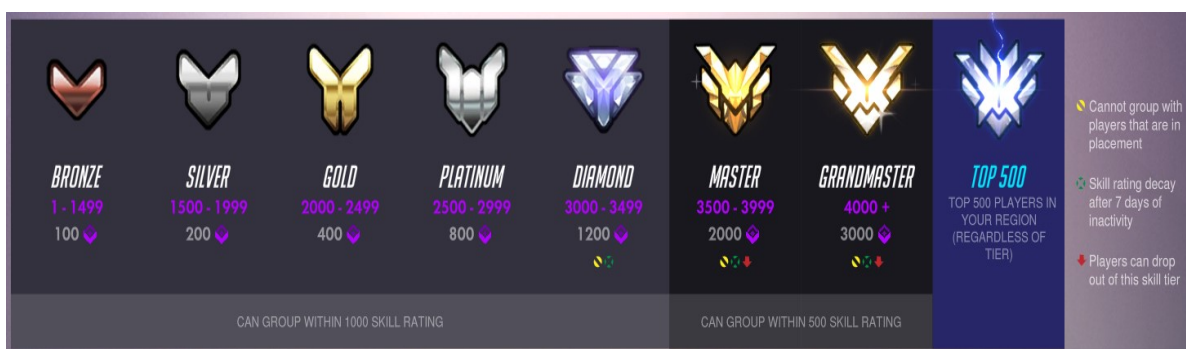 BRONZE
1 - 1499
100
SILVER
1500 - 1999
200
GOLD
2000 - 2499
400
PLATINUM
2500 - 2999
800
DIAMOND
3000 - 3499
1200
MASTER
3500 - 3999
2000
GRANDMASTER
4000 +
3000
TOP 500
TOP 500 PLAYERS IN
YOUR REGION
(REGARDLESS OF
TIER)
CAN GROUP WITHIN 1000 SKILL RATING
CAN GROUP WITHIN 500 SKILL RATING
Cannot group with
players that are in
placement
Skill rating decay
after 7 days of
inactivity
Players can drop
out of this skill tier